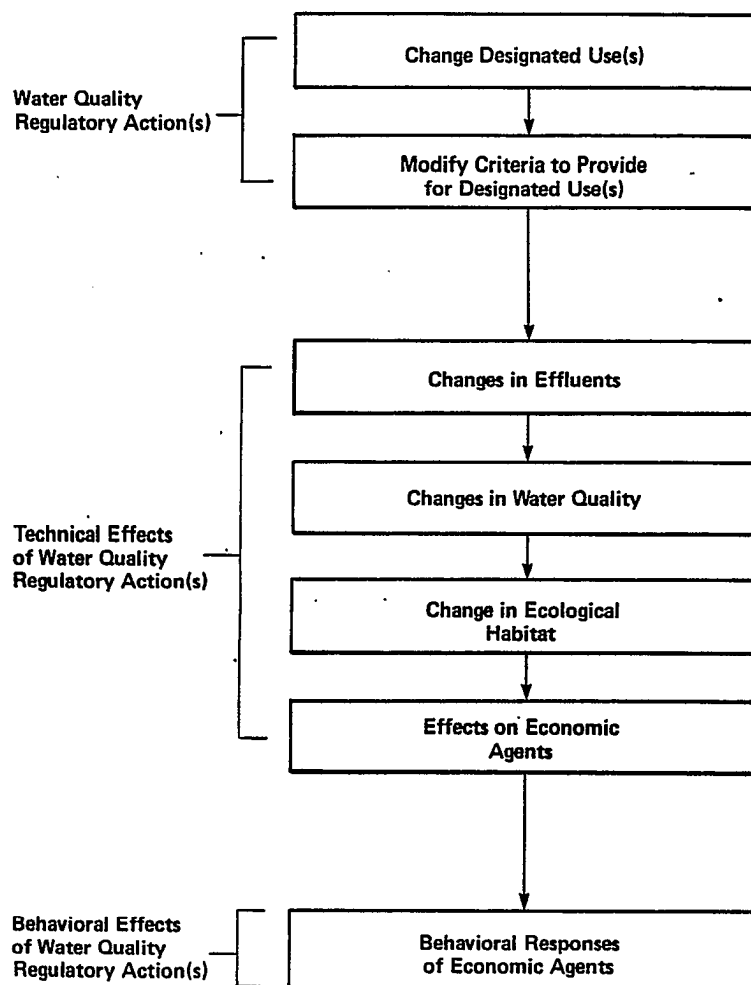 Change Designated Use(s)
Water Quality
Regulatory Action(s)
Modify Criteria to Provide
for Designated Use(s)
Changes in Effluents
Changes in Water Quality
Technical Effects
of Water Quality
Regulatory Action(s)
Change in Ecological
Habitat
Effects on Economic
Agents
Behavioral Effects
of Water Quality
Regulatory Action(s)
Behavioral Responses
of Economic Agents